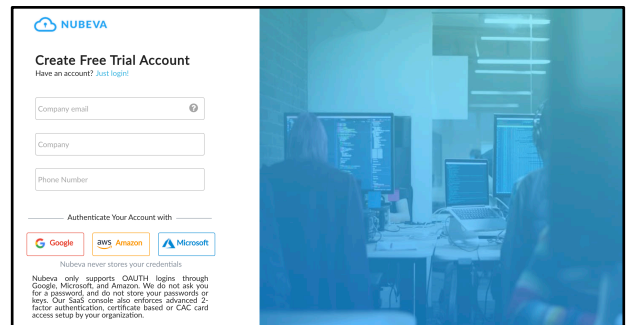 NUBEVA
Create Free Trial Account
Have an account? Just login!
Company email ?
Company
Phone Number
Authenticate Your Account with
G Google
aws Amazon
Microsoft
Nubeva never stores your credentials
Nubeva only supports OAUTH logins through
Google, Microsoft, and Amazon. We do not ask you
for a password, and do not store your passwords or
keys. Our SaaS console also enforces advanced 2-
factor authentication, certificate based or CAC card
access setup by your organization.